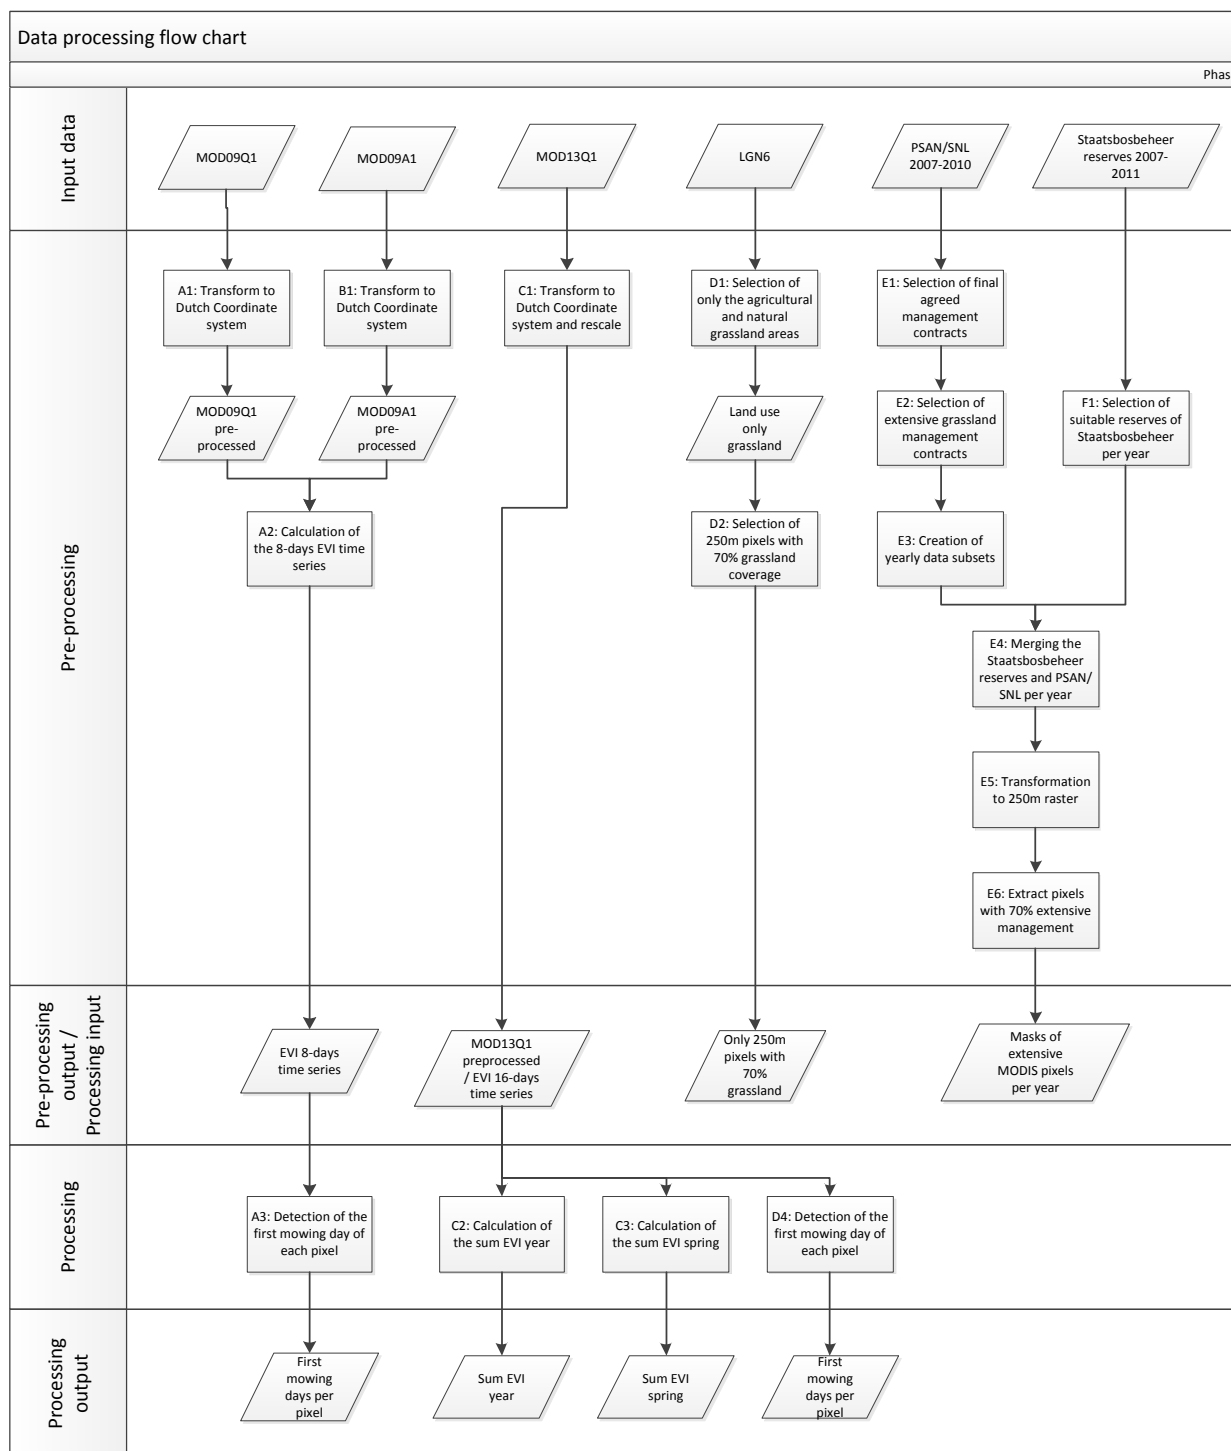 Data processing flow chart
Phas
Input data
MOD09Q1
MOD09A1
MOD13Q1
LGN6
PSAN/SNL
2007-2010
Staatsbosbeheer
reserves 2007-
2011
Pre-processing
A1: Transform to
Dutch Coordinate
system
B1: Transform to
Dutch Coordinate
system
C1: Transform to
Dutch Coordinate
system and rescale
D1: Selection of
only the agricultural
and natural
grassland areas
E1: Selection of final
agreed
management
contracts
MOD09Q1
pre-
processed
MOD09A1
pre-
processed
Land use
only
grassland
E2: Selection of
extensive grassland
management
contracts
F1: Selection of
suitable reserves of
Staatsbosbeheer
per year
A2: Calculation of
the 8-days EVI time
series
D2: Selection of
250m pixels with
70% grassland
coverage
E3: Creation of
yearly data subsets
E4: Merging the
Staatsbosbeheer
reserves and PSAN/
SNL per year
E5: Transformation
to 250m raster
E6: Extract pixels
with 70% extensive
management
Pre-processing
output /
Processing input
EVI 8-days
time series
MOD13Q1
preprocessed
/ EVI 16-days
time series
Only 250m
pixels with
70%
grassland
Masks of
extensive
MODIS pixels
per year
Processing
A3: Detection of the
first mowing day of
each pixel
C2: Calculation of
the sum EVI year
C3: Calculation of
the sum EVI spring
D4: Detection of the
first mowing day of
each pixel
Processing
output
First
mowing
days per
pixel
Sum EVI
year
Sum EVI
spring
First
mowing
days per
pixel